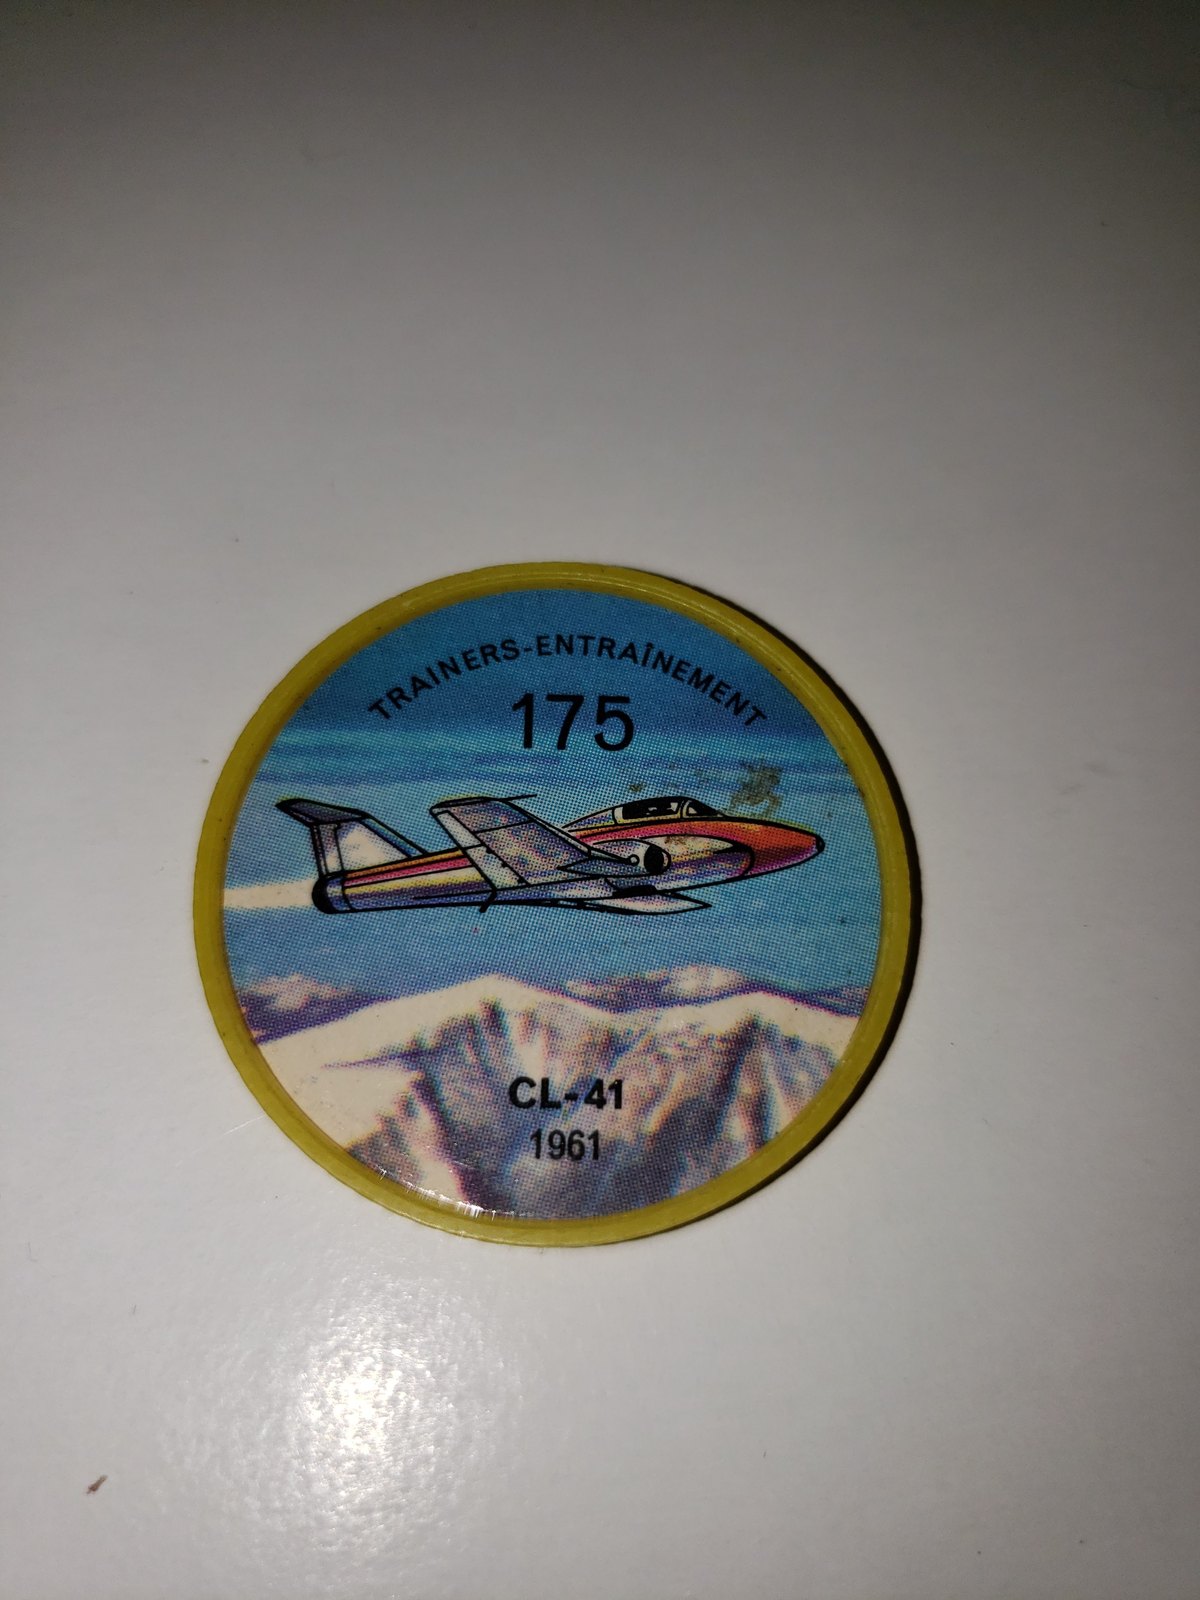 TRAINERS-ENTRAÎNEMENT
175
CL-41
1961